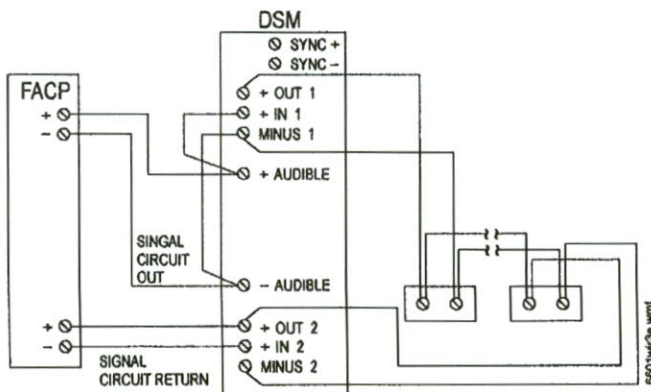 DSM
SYNC +
SYNC -
FACP
+ OUT 1
+
+ IN 1
-
MINUS 1
+ AUDIBLE
SINGAL
CIRCUIT
OUT
- AUDIBLE
+
+ OUT 2
-
+ IN 2
SIGNAL
CIRCUIT RETURN
MINUS 2